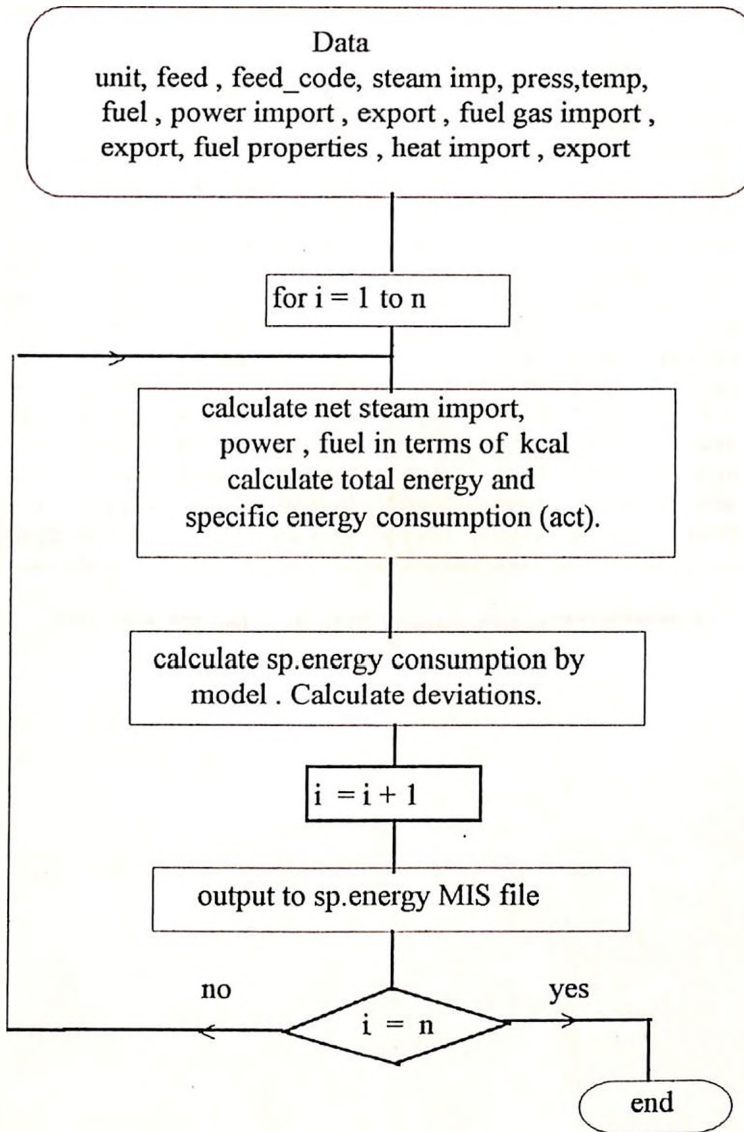 Data
unit, feed , feed_code, steam imp, press,temp,
fuel , power import , export , fuel gas import ,
export, fuel properties , heat import , export
for i = 1 to n
calculate net steam import,
power , fuel in terms of kcal
calculate total energy and
specific energy consumption (act).
calculate sp.energy consumption by
model . Calculate deviations.
i = i + 1
output to sp.energy MIS file
no
yes
i = n
end